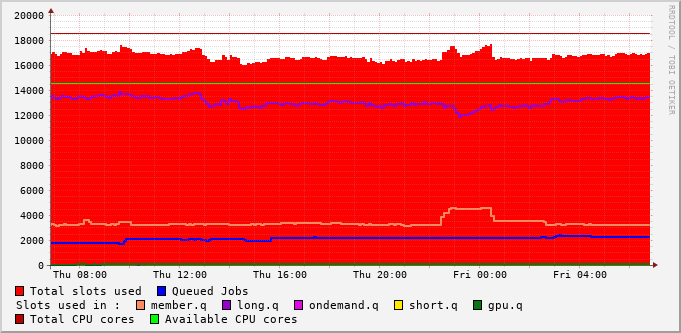 20000
18000
16000
14000
12000
10000
8000
6000
4000
2000
0
Thu 08:00 Thu 12:00 Thu 16:00 Thu 20:00 Fri 00:00 Fri 04:00
RRDTOOL / TOBI OETIKER
Total slots used Queued Jobs
Slots used in : member.q long.q ondemand.q short.q gpu.q
Total CPU cores Available CPU cores